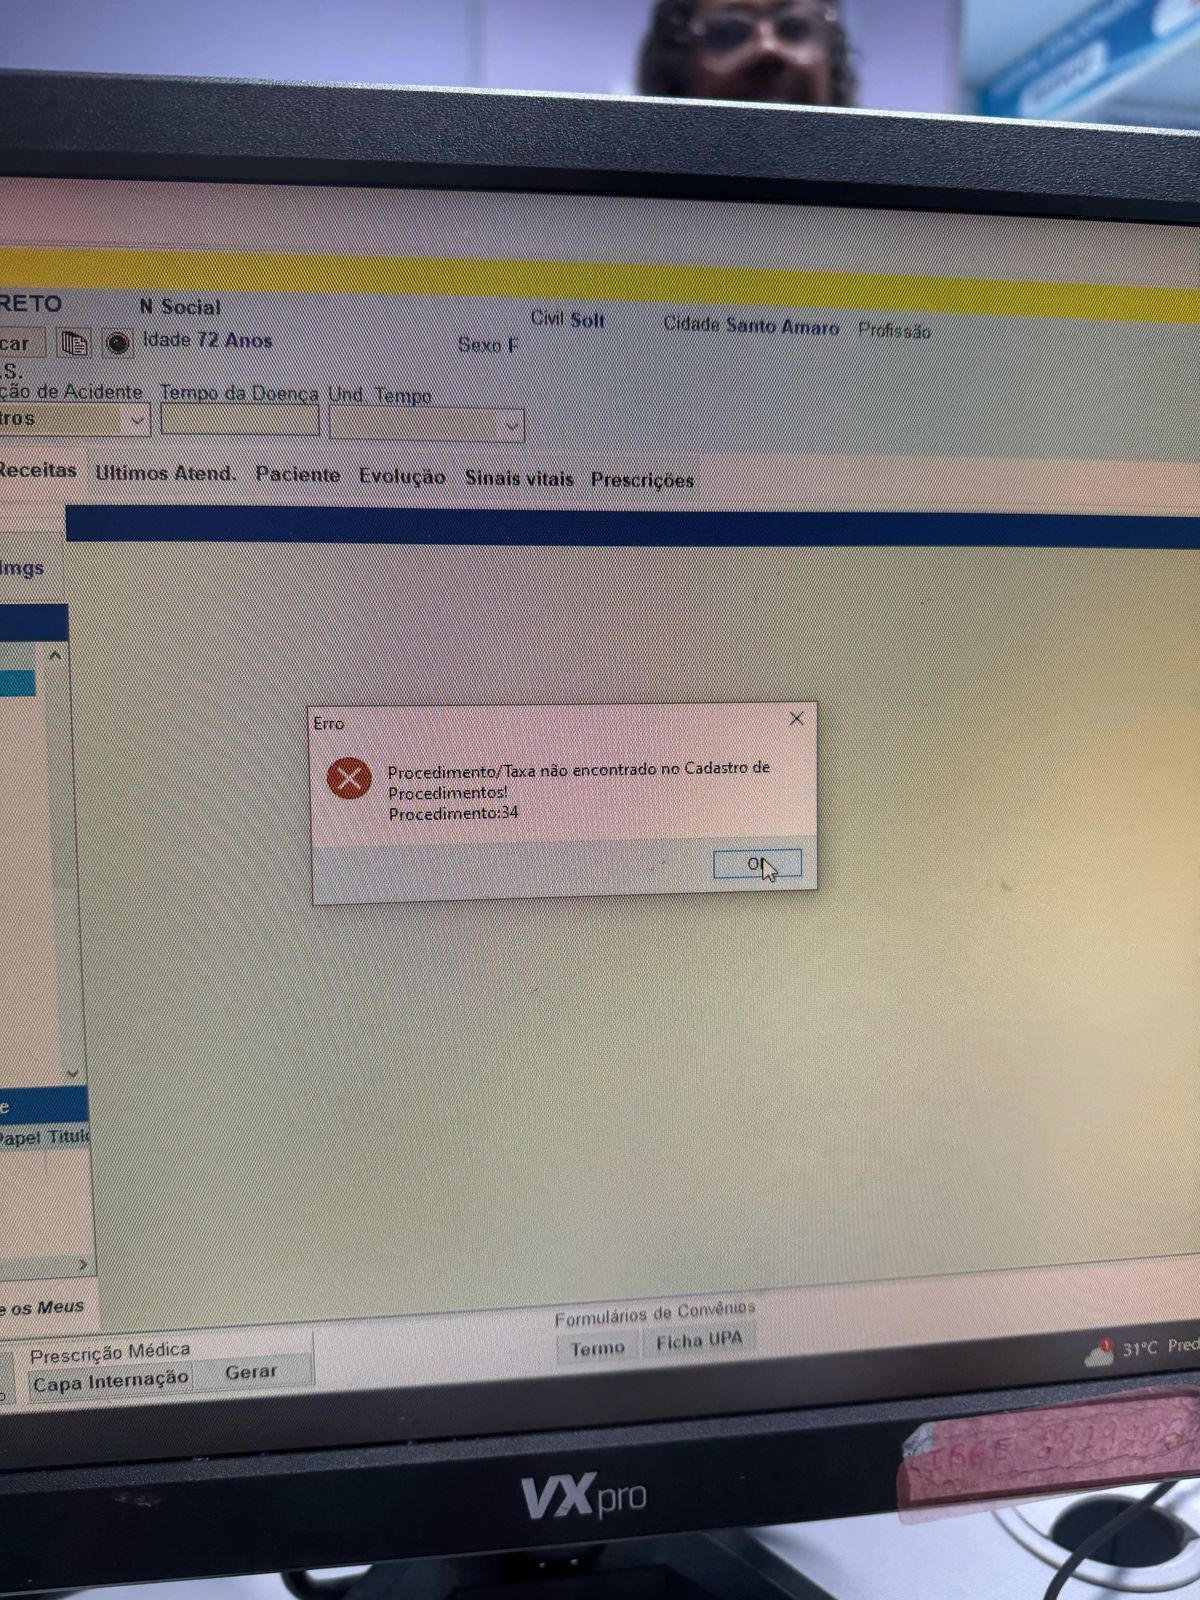 RETO
N Social
Civil Solt
Cidade Santo Amaro
Profissão
car
Idade 72 Anos
Sexo F
.S.
ção de Acidente
Tempo da Doença
Und. Tempo
tros
Receitas
Ultimos Atend.
Paciente
Evolução
Sinais vitais
Prescrições
Imgs
Erro
Procedimento/Taxa não encontrado no Cadastro de
Procedimentos!
Procedimento:34
e
Papel
e os Meus
Formulários de Convênios
Prescrição Médica
Termo
Ficha UPA
Capa Internação
Gerar
31°C Pred
VX pro